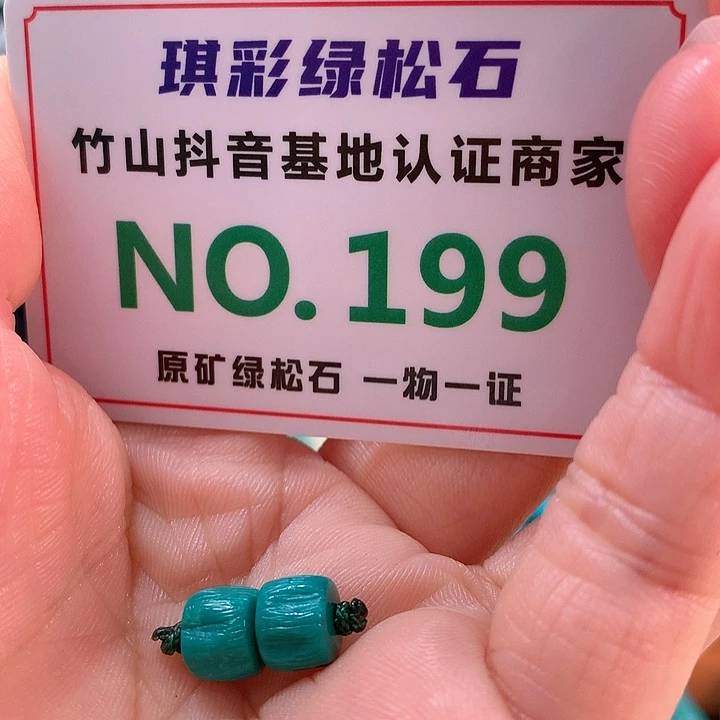 琪彩绿松石
竹山抖音基地认证商家
NO.199
原矿绿松石 一物一证